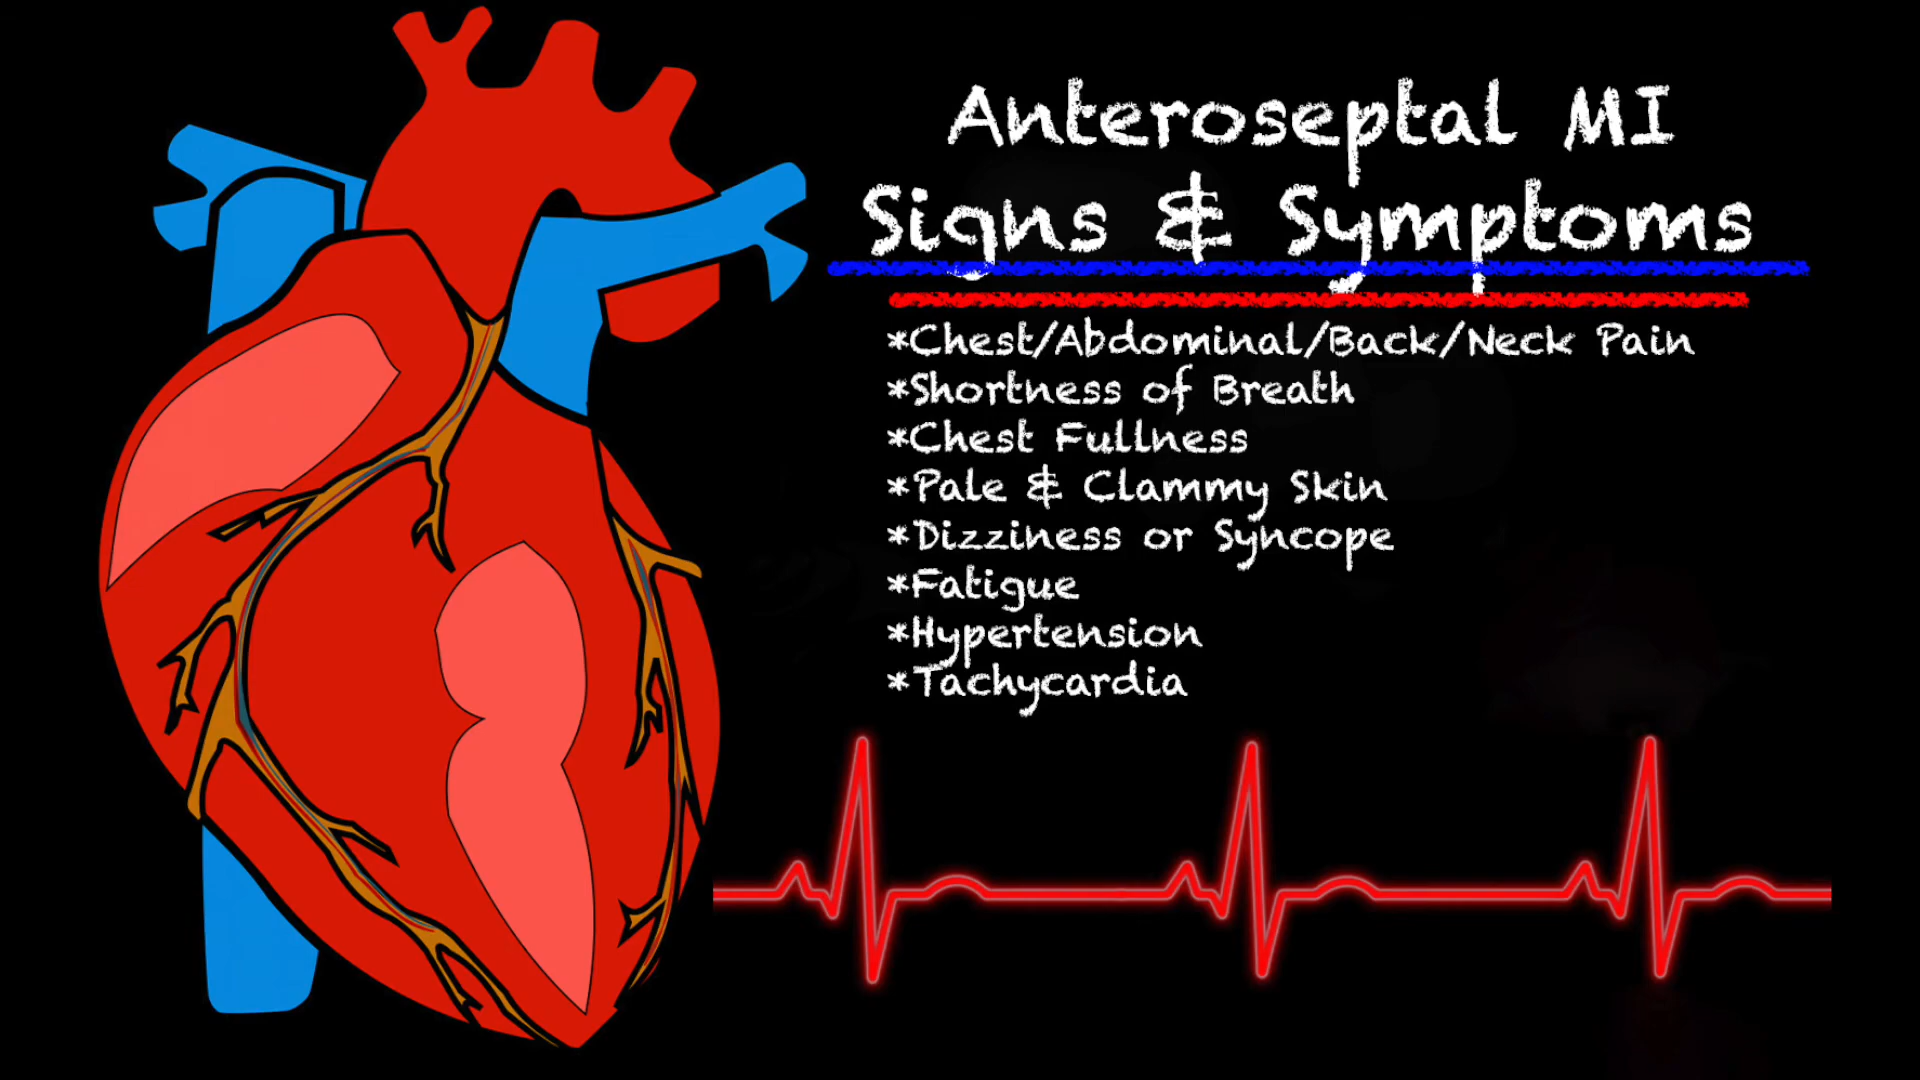 Anteroseptal MI
Signs & Symptoms
*Chest/Abdominal/Back/Neck Pain
*Shortness of Breath
*Chest Fullness
*Pale & Clammy Skin
*Dizziness or Syncope
*Fatigue
*Hypertension
*Tachycardia